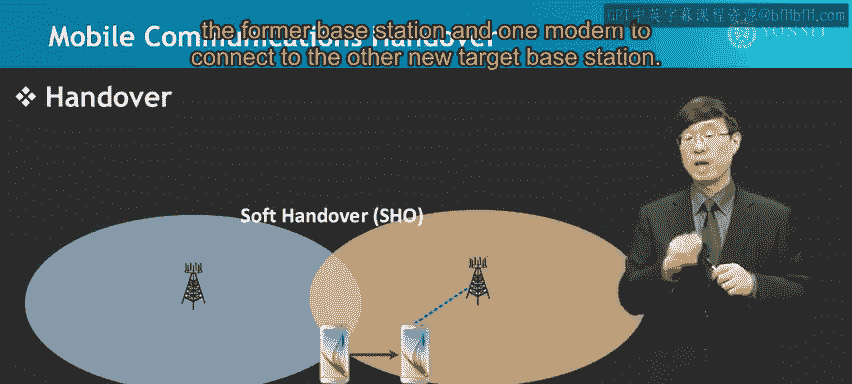 Mobile Communications Handover
the former base station and one modem to
connect to the other new target base station.
YONSEI
❖ Handover
Soft Handover (SHO)